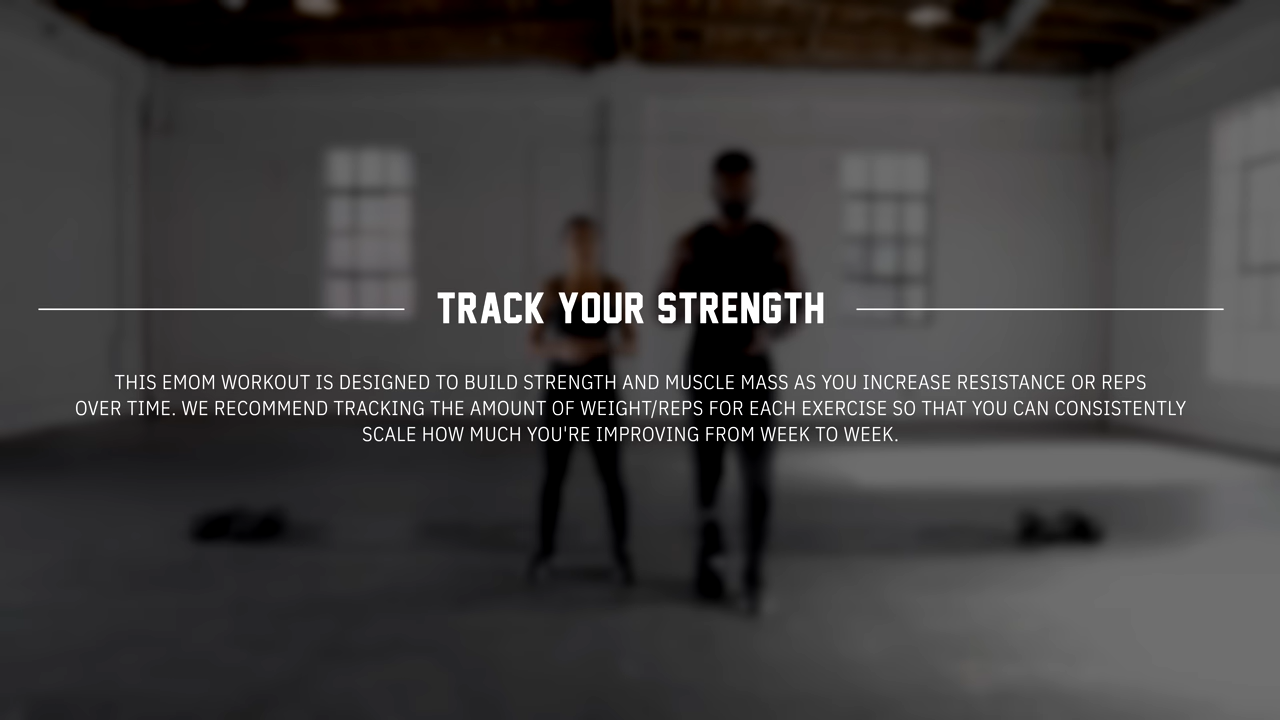 TRACK YOUR STRENGTH
THIS EMOM WORKOUT IS DESIGNED TO BUILD STRENGTH AND MUSCLE MASS AS YOU INCREASE RESISTANCE OR REPS
OVER TIME. WE RECOMMEND TRACKING THE AMOUNT OF WEIGHT/REPS FOR EACH EXERCISE SO THAT YOU CAN CONSISTENTLY
SCALE HOW MUCH YOU'RE IMPROVING FROM WEEK TO WEEK.